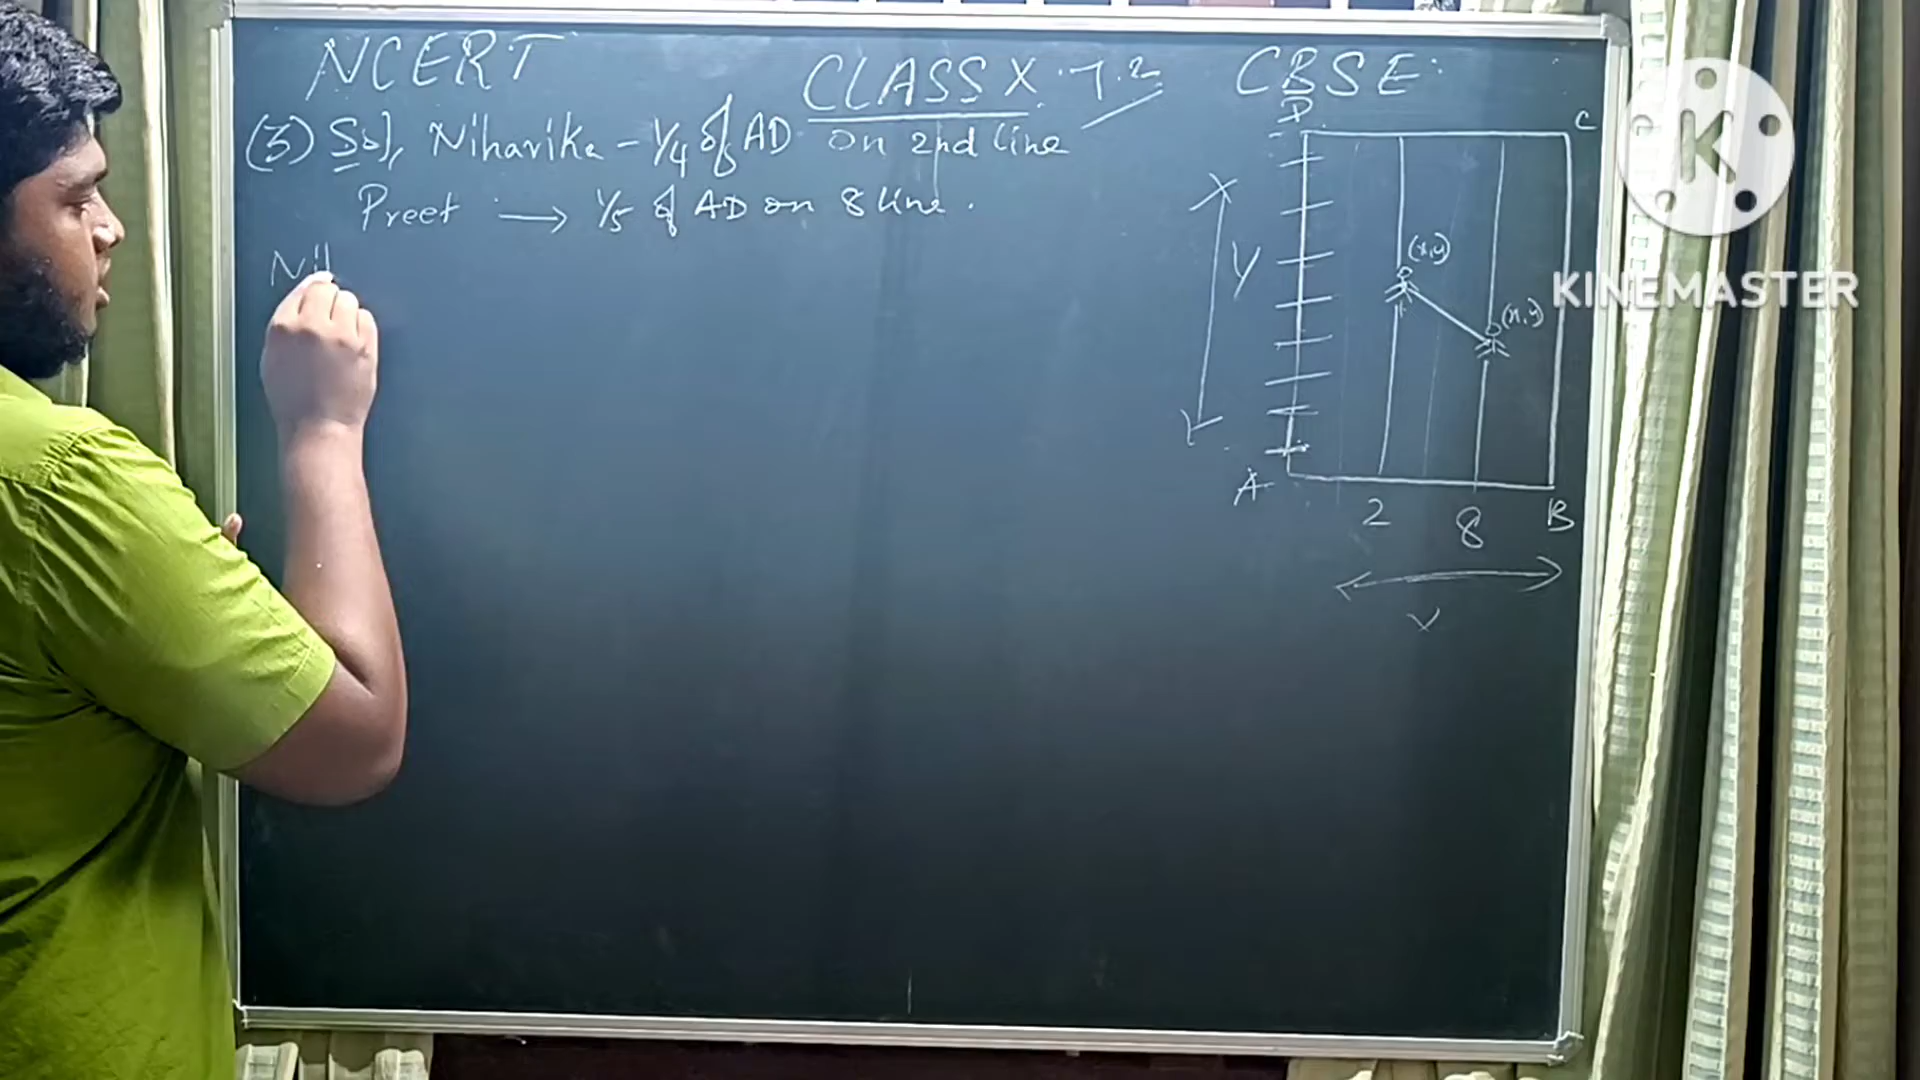 NCERT CLASS X . 7.2 CBSE
(3) Sol, Niharika - 1/4 of AD on 2nd line
Preet → 1/5 of AD on 8 line.
Nih
D C
X
Y
(x,y)
(x,y)
A 2 8 B
X
K
KINEMASTER